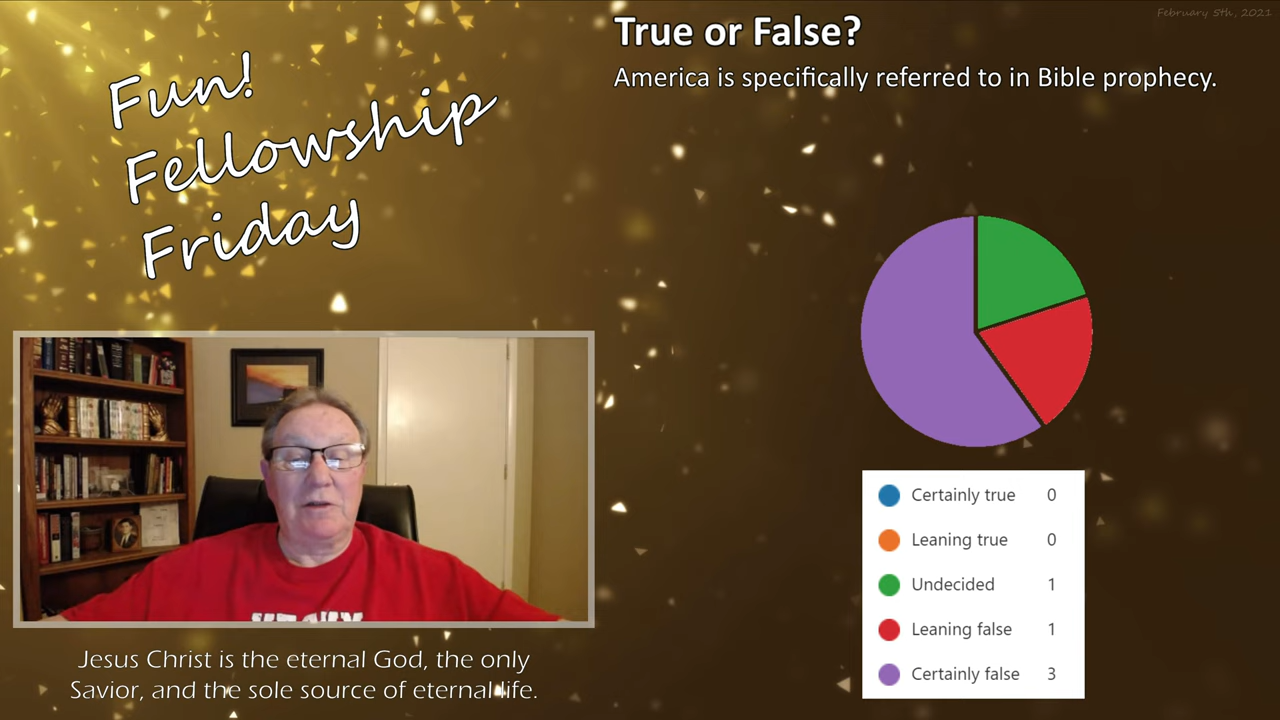 February 5th, 2021
True or False?
America is specifically referred to in Bible prophecy.
Fun!
Fellowship
Friday
Certainly true 0
Leaning true 0
Undecided 1
Leaning false 1
Certainly false 3
Jesus Christ is the eternal God, the only
Savior, and the sole source of eternal life.